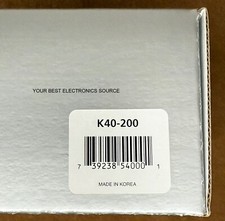 YOUR BEST ELECTRONICS SOURCE
K40-200
7 39238 54000 1
MADE IN KOREA